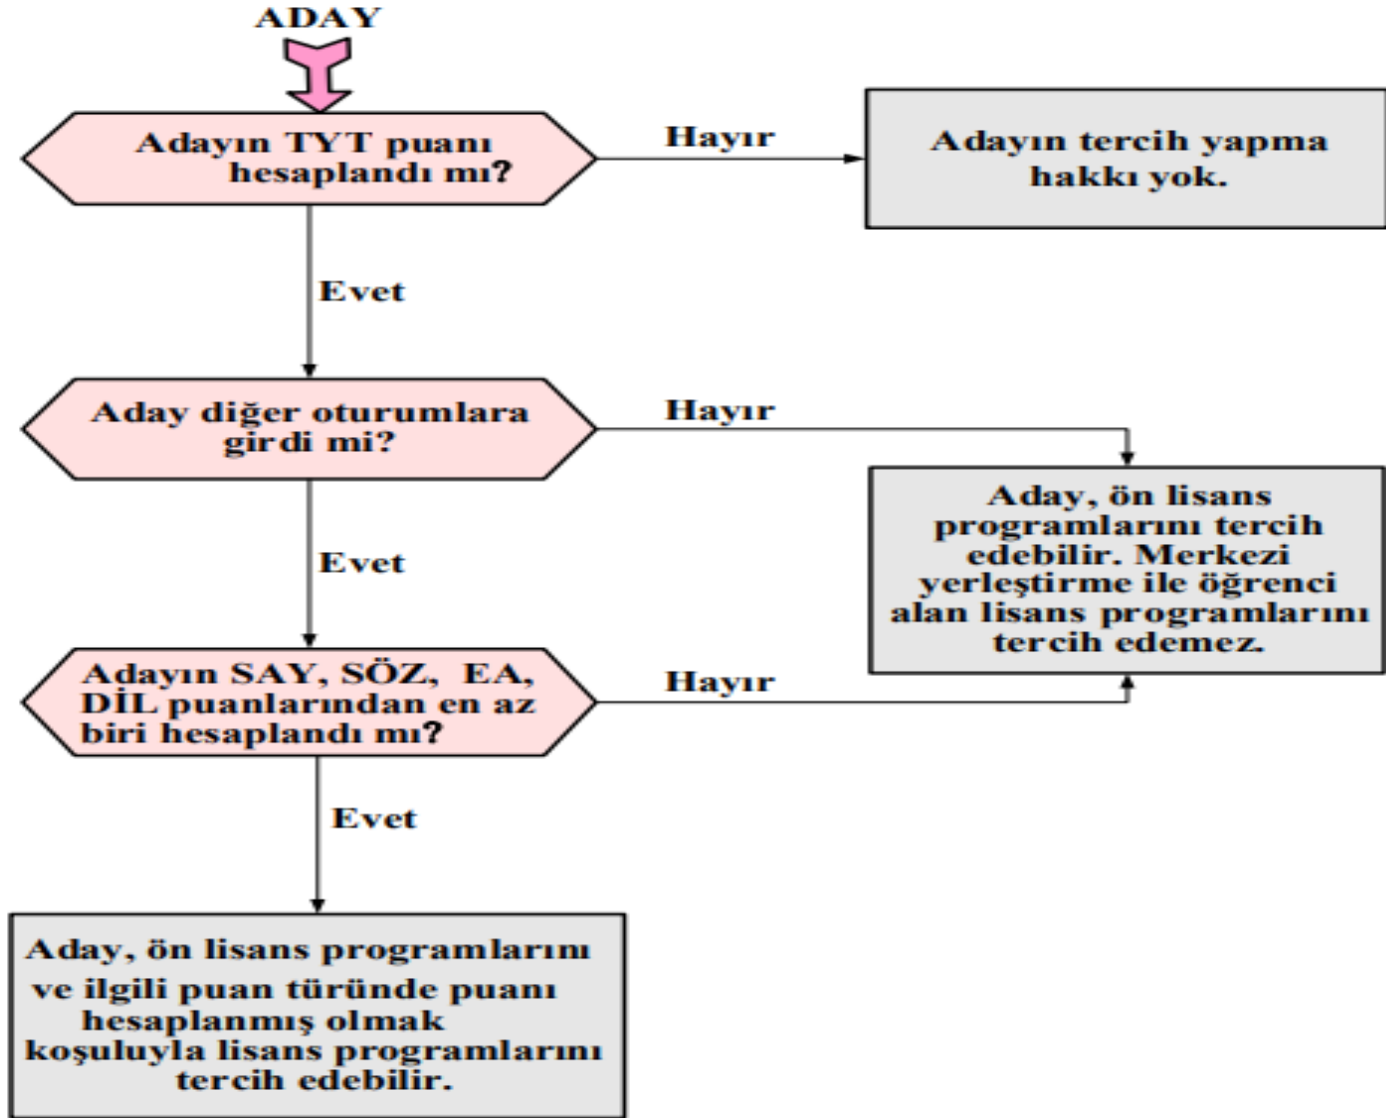 ADAY
Adayın TYT puanı
hesaplandı mı?
Hayır
Adayın tercih yapma
hakkı yok.
Evet
Aday diğer oturumlara
girdi mi?
Hayır
Aday, ön lisans
programlarını tercih
edebilir. Merkezi
yerleştirme ile öğrenci
alan lisans programlarını
tercih edemez.
Evet
Adayın SAY, SÖZ, EA,
DİL puanlarından en az
biri hesaplandı mı?
Hayır
Evet
Aday, ön lisans programlarını
ve ilgili puan türünde puanı
hesaplanmış olmak
koşuluyla lisans programlarını
tercih edebilir.